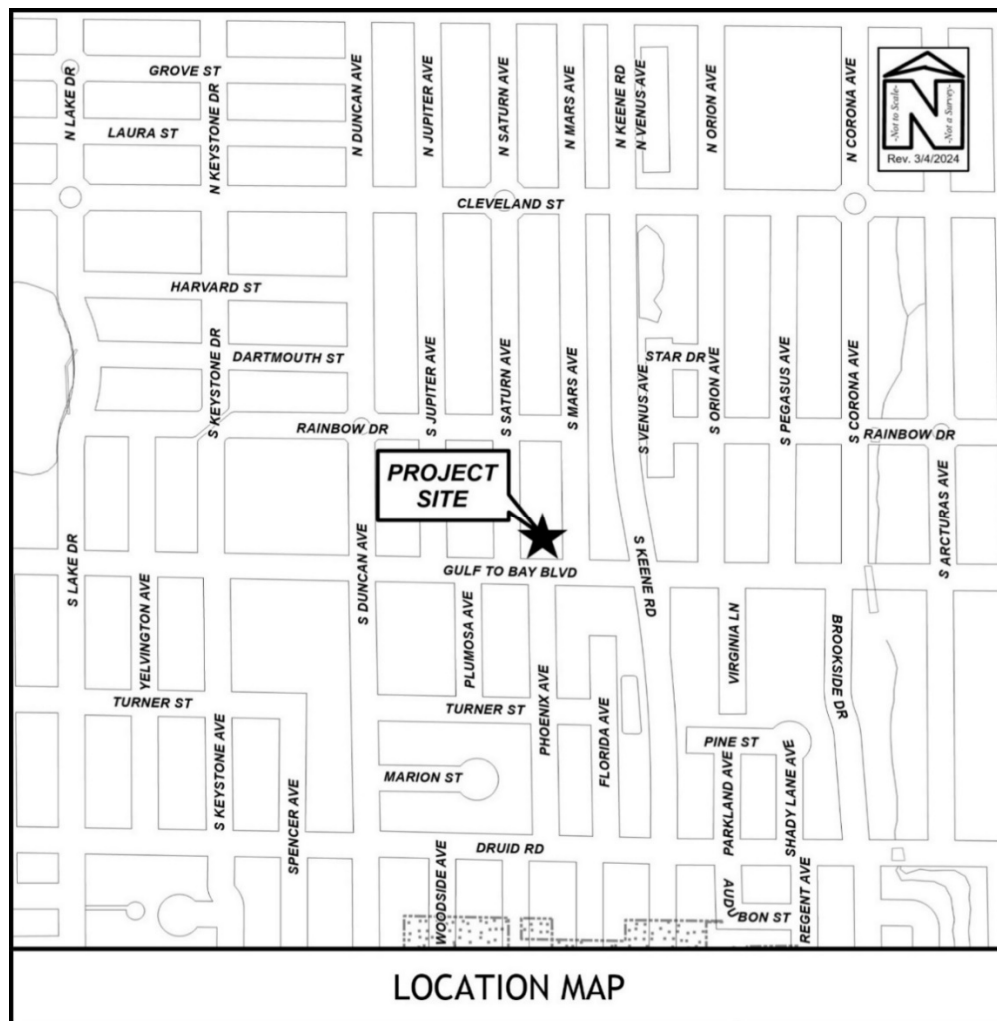 GROVE ST
N LAKE DR
LAURA ST
N KEYSTONE DR
N DUNCAN AVE
N JUPITER AVE
N SATURN AVE
N MARS AVE
N KEENE RD
N VENUS AVE
N ORION AVE
N CORONA AVE
-Not to Scale-
N
-Not a Survey-
Rev. 3/4/2024
CLEVELAND ST
HARVARD ST
DARTMOUTH ST
STAR DR
S KEYSTONE DR
RAINBOW DR
S JUPITER AVE
S SATURN AVE
S MARS AVE
S VENUS AVE
S ORION AVE
S PEGASUS AVE
S CORONA AVE
RAINBOW DR
PROJECT
SITE
S LAKE DR
S DUNCAN AVE
GULF TO BAY BLVD
S KEENE RD
S ARCTURAS AVE
YELVINGTON AVE
PLUMOSA AVE
VIRGINIA LN
BROOKSIDE DR
TURNER ST
TURNER ST
PHOENIX AVE
FLORIDA AVE
PINE ST
S KEYSTONE AVE
MARION ST
PARKLAND AVE
SHADY LANE AVE
SPENCER AVE
DRUID RD
WOODSIDE AVE
AUDUBON ST
REGENT AVE
LOCATION MAP